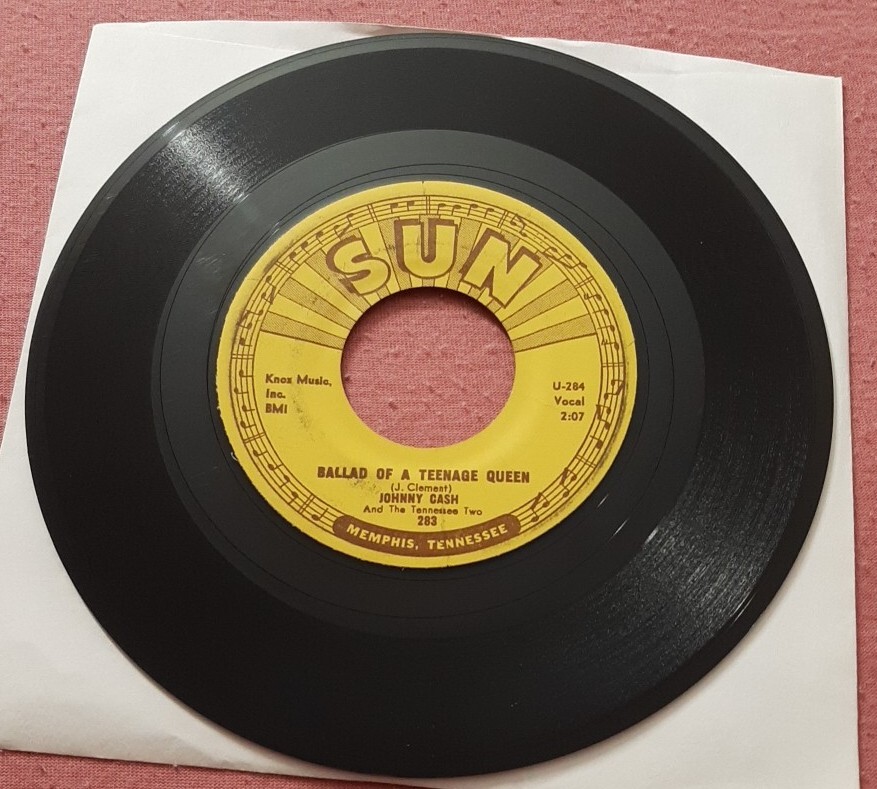 SUN
Knox Music,
Inc.
BMI
U-284
Vocal
2:07
BALLAD OF A TEENAGE QUEEN
(J. Clement)
JOHNNY CASH
And The Tennessee Two
283
MEMPHIS, TENNESSEE